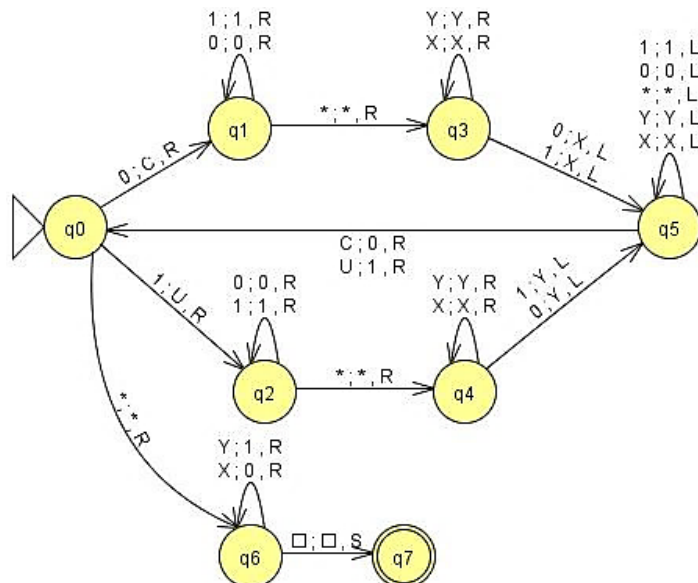 1 ; 1 , R
0 ; 0 , R
Y ; Y , R
X ; X , R
1 ; 1 , L
0 ; 0 , L
* ; * , L
Y ; Y , L
X ; X , L
q1
* ; * , R
q3
0 ; C , R
0 ; X , L
1 ; X , L
q0
q5
C ; 0 , R
U ; 1 , R
1 ; U , R
0 ; 0 , R
1 ; 1 , R
Y ; Y , R
X ; X , R
1 ; Y , L
0 ; Y , L
q2
* ; * , R
q4
* ; * , R
Y ; 1 , R
X ; 0 , R
q6
□ ; □ , S
q7